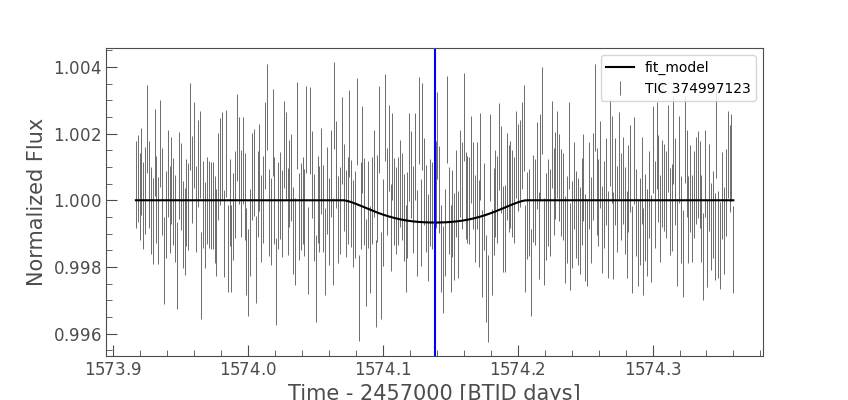 fit_model
TIC 374997123
Normalized Flux
1.004
1.002
1.000
0.998
0.996
1573.9 1574.0 1574.1 1574.2 1574.3
Time - 2457000 [BTJD days]